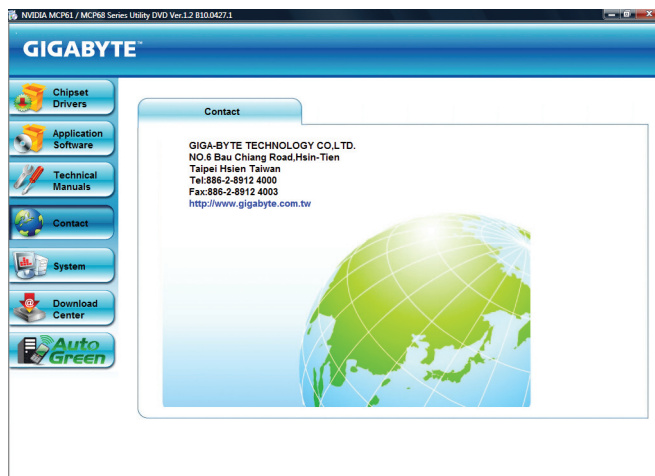 NVIDIA MCP61 / MCP68 Series Utility DVD Ver.1.2 B10.0427.1
GIGABYTE™
Chipset
Drivers
Application
Software
Technical
Manuals
Contact
System
Download
Center
Auto
Green
Contact
GIGA-BYTE TECHNOLOGY CO,LTD.
NO.6 Bau Chiang Road,Hsin-Tien
Taipei Hsien Taiwan
Tel:886-2-8912 4000
Fax:886-2-8912 4003
http://www.gigabyte.com.tw